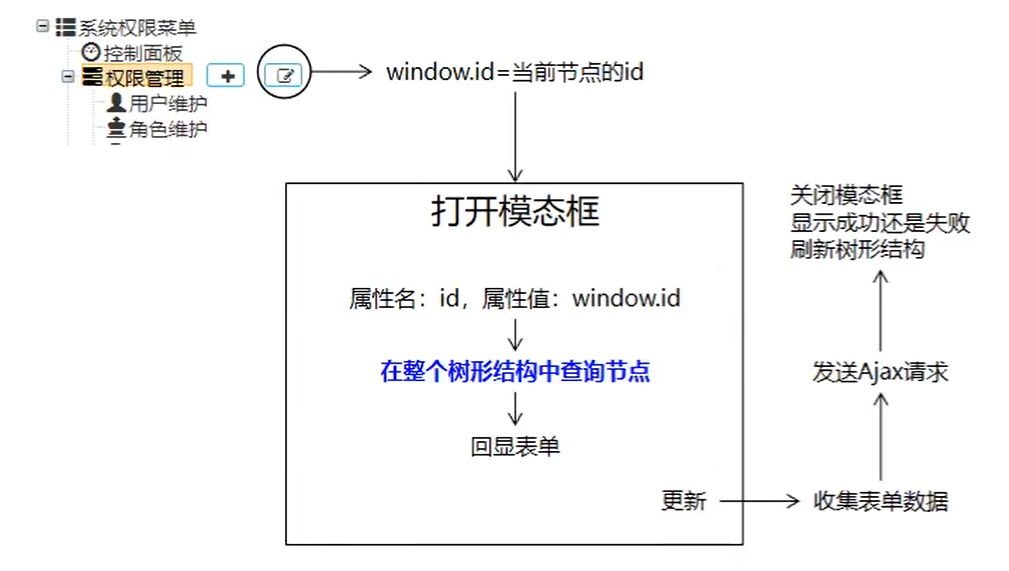 系统权限菜单
控制面板
权限管理
用户维护
角色维护
window.id=当前节点的id
打开模态框
属性名：id，属性值：window.id
在整个树形结构中查询节点
回显表单
更新
收集表单数据
发送Ajax请求
关闭模态框
显示成功还是失败
刷新树形结构